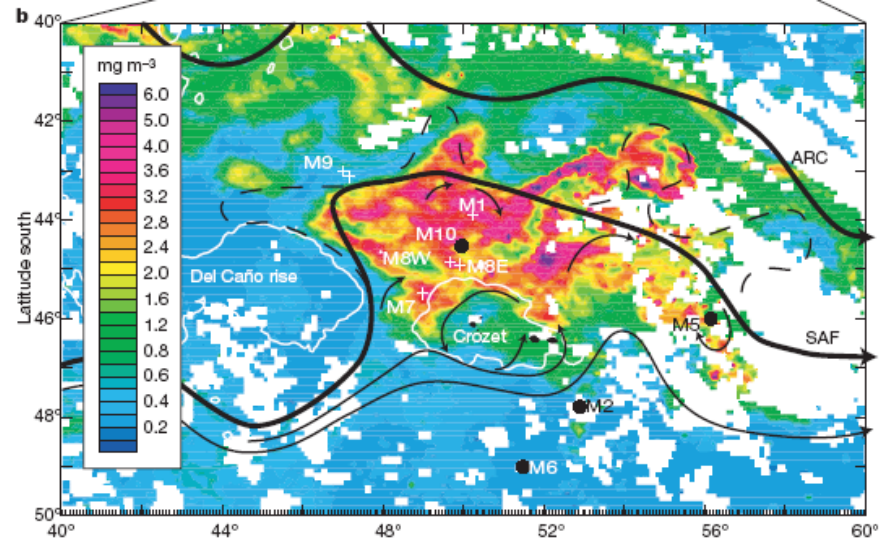 b
40°
42°
44°
46°
48°
50°
Latitude south
mg m⁻³
6.0
5.0
4.0
3.6
3.2
2.8
2.4
2.0
1.6
1.2
0.8
0.6
0.4
0.2
M9
ARC
M1
M10
M8W
M8E
Del Caño rise
M7
Crozet
M5
SAF
M2
M6
40° 44° 48° 52° 56° 60°